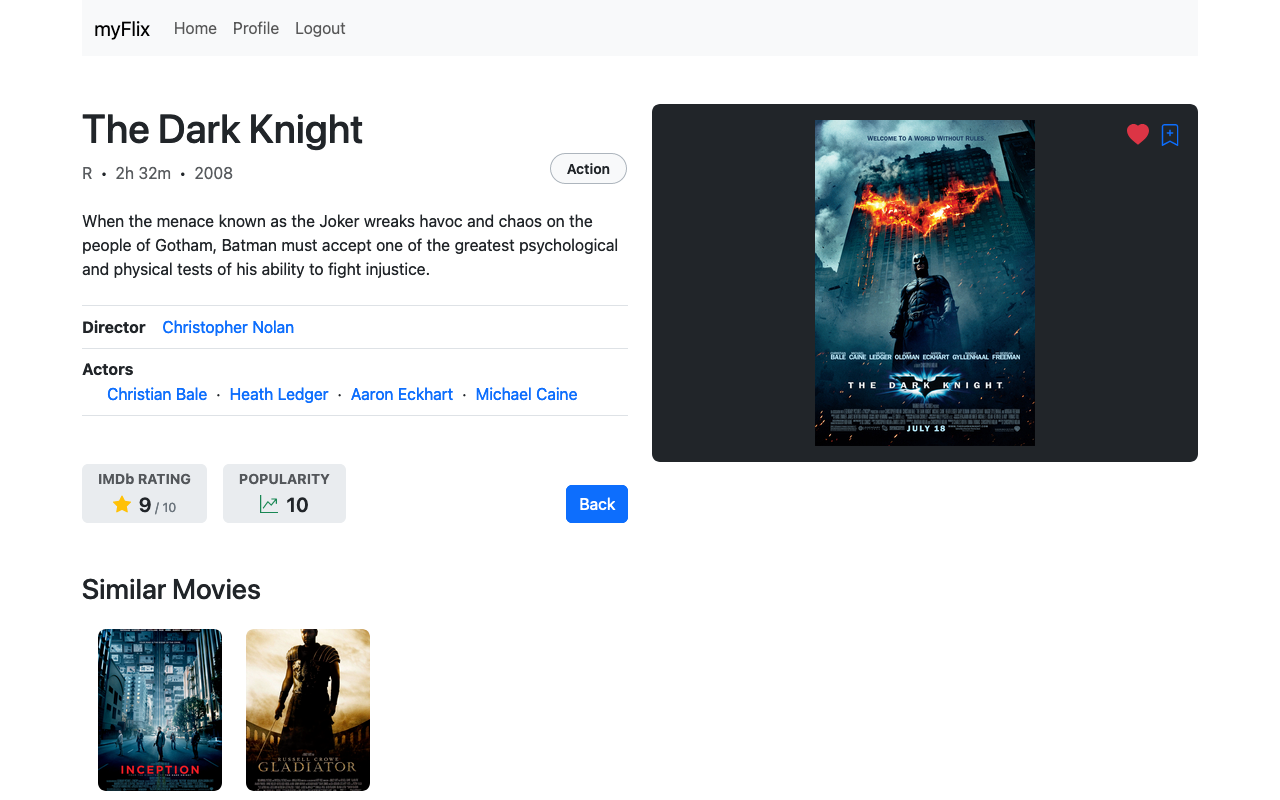 myFlix Home Profile Logout
The Dark Knight
R • 2h 32m • 2008
Action
When the menace known as the Joker wreaks havoc and chaos on the
people of Gotham, Batman must accept one of the greatest psychological
and physical tests of his ability to fight injustice.
Director Christopher Nolan
Actors
Christian Bale · Heath Ledger · Aaron Eckhart · Michael Caine
IMDb RATING
9 / 10
POPULARITY
10
Back
WELCOME TO A WORLD WITHOUT RULES.
BALE CAINE LEDGER OLDMAN ECKHART GYLLENHAAL FREEMAN
THE DARK KNIGHT
JULY 18
Similar Movies
INCEPTION
RUSSELL CROWE
GLADIATOR